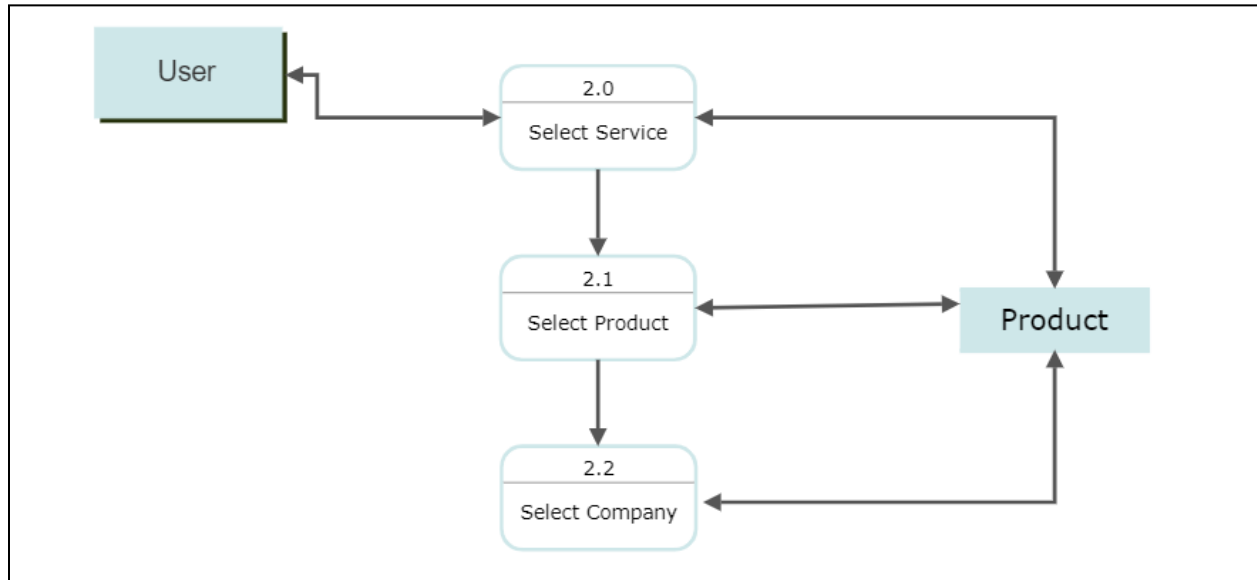 User
2.0
Select Service
2.1
Select Product
Product
2.2
Select Company